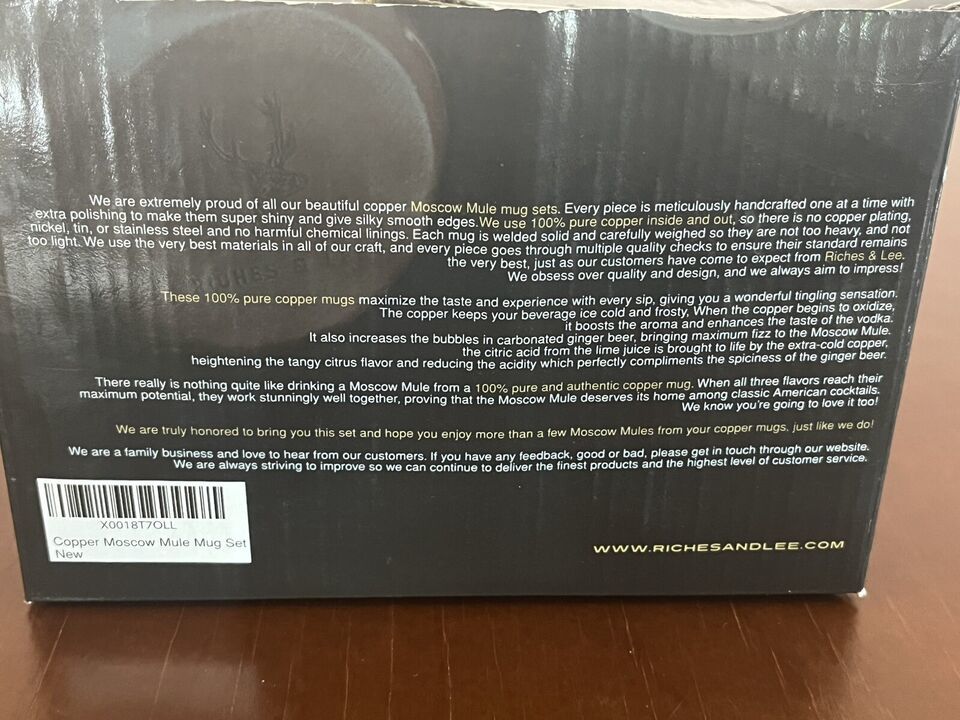 We are extremely proud of all our beautiful copper Moscow Mule mug sets. Every piece is meticulously handcrafted one at a time with
extra polishing to make them super shiny and give silky smooth edges. We use 100% pure copper inside and out, so there is no copper plating,
nickel, tin, or stainless steel and no harmful chemical linings. Each mug is welded solid and carefully weighed so they are not too heavy, and not
too light. We use the very best materials in all of our craft, and every piece goes through multiple quality checks to ensure their standard remains
the very best, just as our customers have come to expect from Riches & Lee.
We obsess over quality and design, and we always aim to impress!
These 100% pure copper mugs maximize the taste and experience with every sip, giving you a wonderful tingling sensation.
The copper keeps your beverage ice cold and frosty, When the copper begins to oxidize,
it boosts the aroma and enhances the taste of the vodka.
It also increases the bubbles in carbonated ginger beer, bringing maximum fizz to the Moscow Mule.
the citric acid from the lime juice is brought to life by the extra-cold copper,
heightening the tangy citrus flavor and reducing the acidity which perfectly compliments the spiciness of the ginger beer.
There really is nothing quite like drinking a Moscow Mule from a 100% pure and authentic copper mug. When all three flavors reach their
maximum potential, they work stunningly well together, proving that the Moscow Mule deserves its home among classic American cocktails.
We know you're going to love it too!
We are truly honored to bring you this set and hope you enjoy more than a few Moscow Mules from your copper mugs, just like we do!
We are a family business and love to hear from our customers. If you have any feedback, good or bad, please get in touch through our website.
We are always striving to improve so we can continue to deliver the finest products and the highest level of customer service.
X0018T7OLL
Copper Moscow Mule Mug Set
New
WWW.RICHESANDLEE.COM